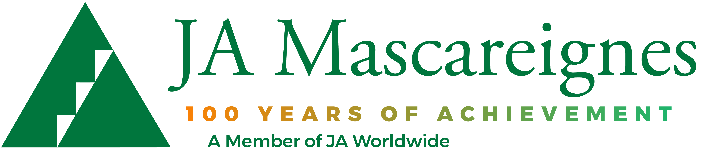 JA Mascareignes
100 YEARS OF ACHIEVEMENT
A Member of JA Worldwide